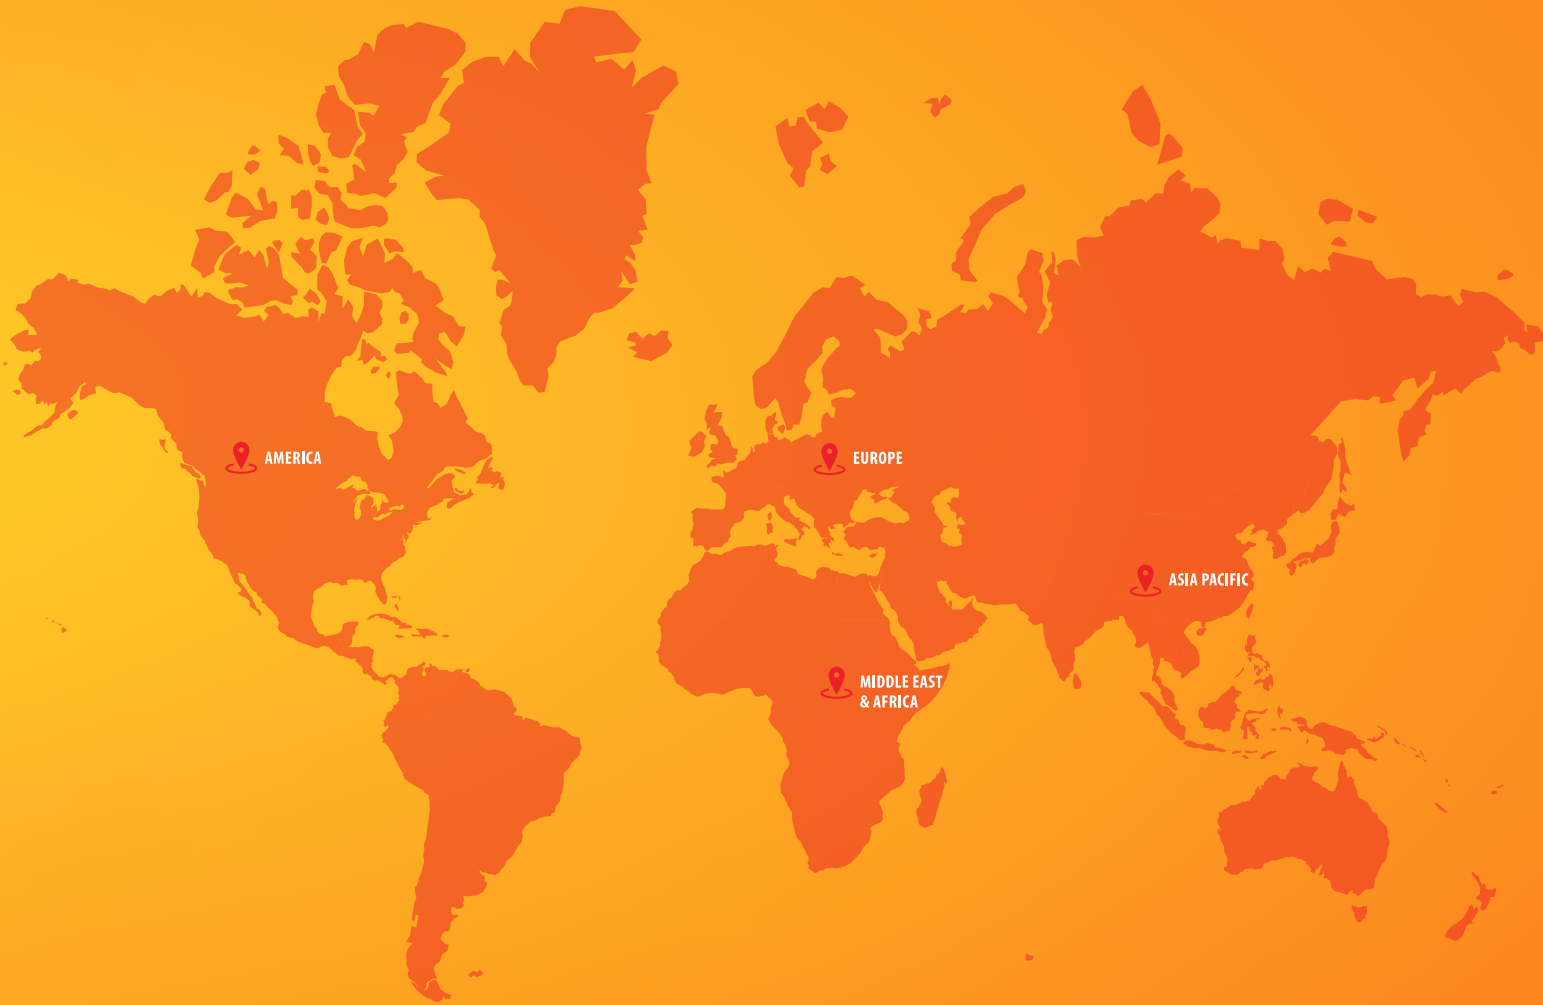 AMERICA
EUROPE
ASIA PACIFIC
MIDDLE EAST
& AFRICA